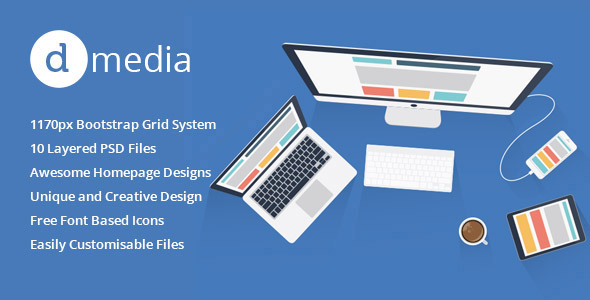 d media
1170px Bootstrap Grid System
10 Layered PSD Files
Awesome Homepage Designs
Unique and Creative Design
Free Font Based Icons
Easily Customisable Files